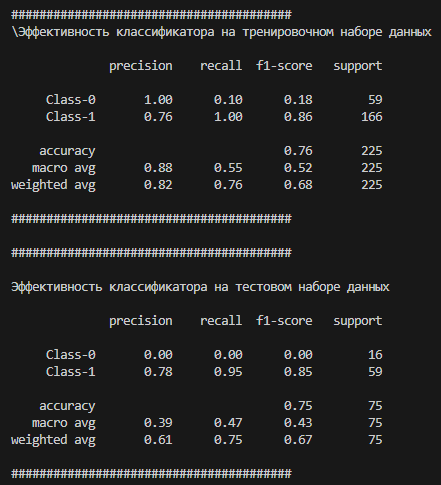 ########################################
\Эффективность классификатора на тренировочном наборе данных
precision recall f1-score support
Class-0 1.00 0.10 0.18 59
Class-1 0.76 1.00 0.86 166
accuracy 0.76 225
macro avg 0.88 0.55 0.52 225
weighted avg 0.82 0.76 0.68 225
########################################
########################################
Эффективность классификатора на тестовом наборе данных
precision recall f1-score support
Class-0 0.00 0.00 0.00 16
Class-1 0.78 0.95 0.85 59
accuracy 0.75 75
macro avg 0.39 0.47 0.43 75
weighted avg 0.61 0.75 0.67 75
########################################